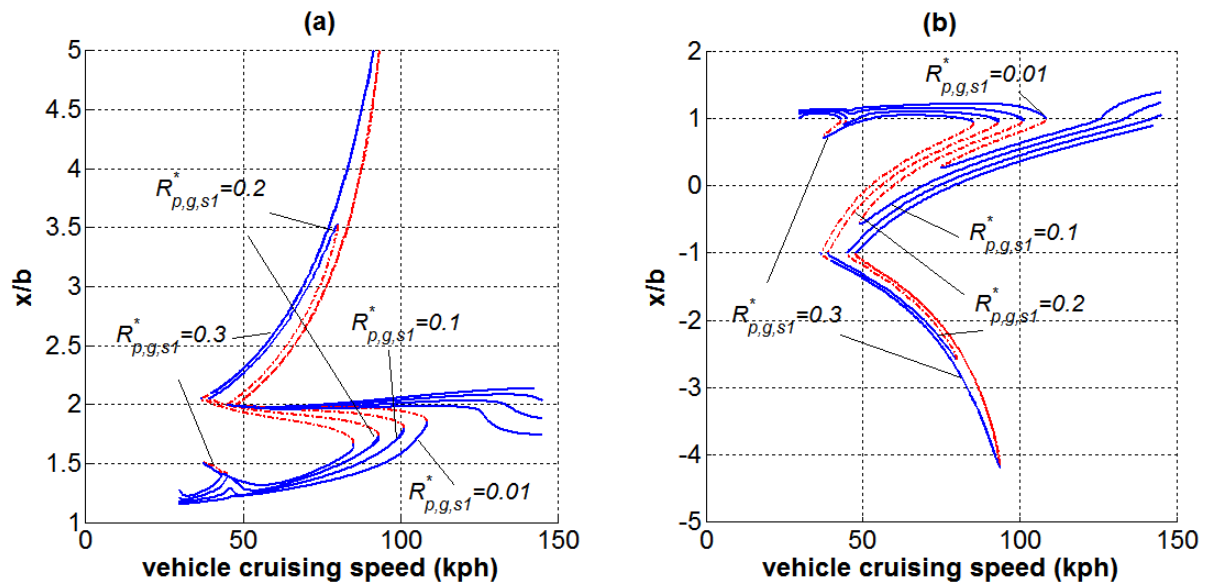 (a)
5
4.5
4
3.5
3
2.5
2
1.5
1
0
50
100
150
x/b
vehicle cruising speed (kph)
R*p,g,s1=0.2
R*p,g,s1=0.3
R*p,g,s1=0.1
R*p,g,s1=0.01
(b)
2
1
0
-1
-2
-3
-4
-5
0
50
100
150
x/b
vehicle cruising speed (kph)
R*p,g,s1=0.01
R*p,g,s1=0.1
R*p,g,s1=0.2
R*p,g,s1=0.3